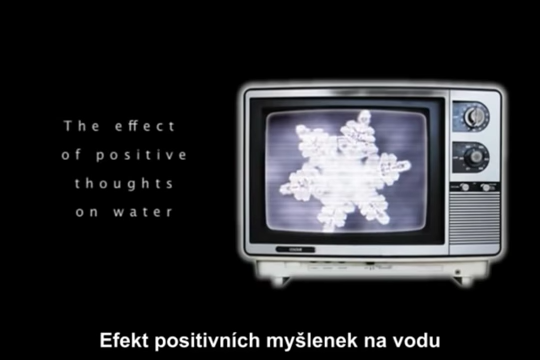 The effect
of positive
thoughts
on water
Efekt positivních myšlenek na vodu